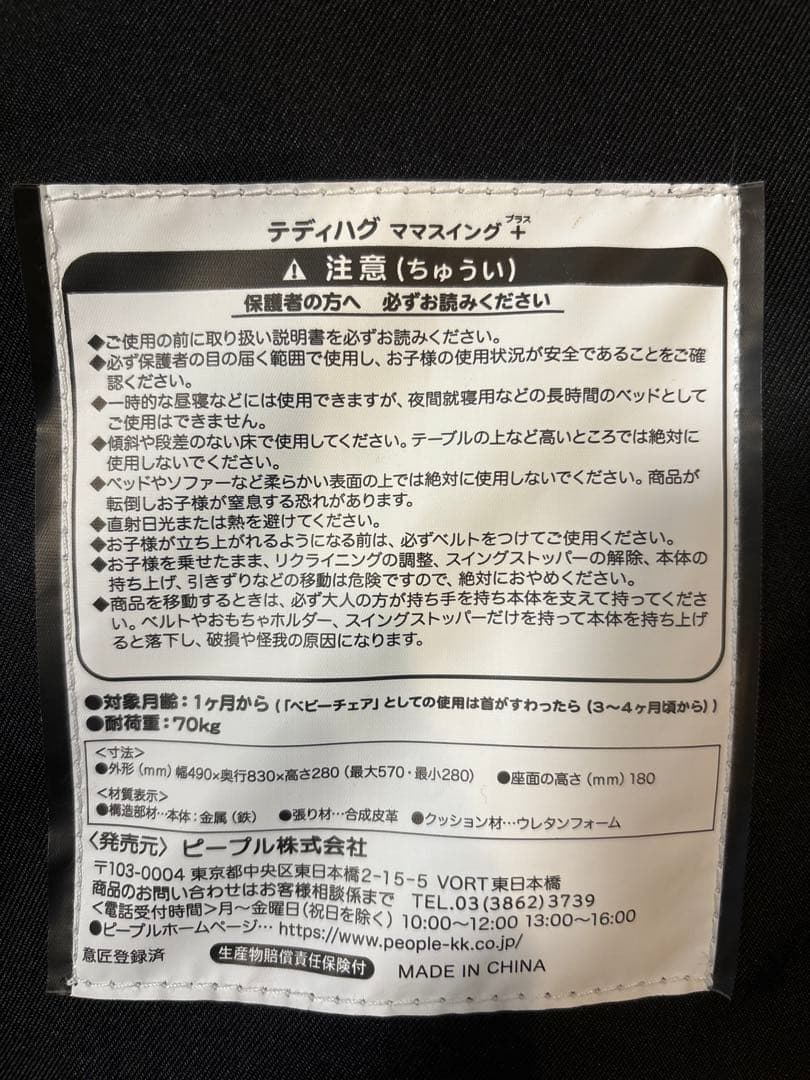 テディハグ ママスイング＋
プラス
⚠ 注意(ちゅうい)
保護者の方へ　必ずお読みください
◆ご使用の前に取り扱い説明書を必ずお読みください。
◆必ず保護者の目の届く範囲で使用し、お子様の使用状況が安全であることをご確
認ください。
◆一時的な昼寝などには使用できますが、夜間就寝用などの長時間のベッドとして
ご使用はできません。
◆傾斜や段差のない床で使用してください。テーブルの上など高いところでは絶対に
使用しないでください。
◆ベッドやソファーなど柔らかい表面の上では絶対に使用しないでください。商品が
転倒しお子様が窒息する恐れがあります。
◆直射日光または熱を避けてください。
◆お子様が立ち上がれるようになる前は、必ずベルトをつけてご使用ください。
◆お子様を乗せたまま、リクライニングの調整、スイングストッパーの解除、本体の
持ち上げ、引きずりなどの移動は危険ですので、絶対におやめください。
◆商品を移動するときは、必ず大人の方が持ち手を持ち本体を支えて持ってくださ
い。ベルトやおもちゃホルダー、スイングストッパーだけを持って本体を持ち上げ
ると落下し、破損や怪我の原因になります。
●対象月齢：1ヶ月から(「ベビーチェア」としての使用は首がすわったら(3〜4ヶ月頃から))
●耐荷重：70kg
＜寸法＞
●外形(mm)幅490×奥行830×高さ280(最大570・最小280)　●座面の高さ(mm)180
＜材質表示＞
●構造部材…本体：金属(鉄)　●張り材…合成皮革　●クッション材…ウレタンフォーム
〈発売元〉ピープル株式会社
〒103-0004 東京都中央区東日本橋2-15-5 VORT東日本橋
商品のお問い合わせはお客様相談係まで　TEL.03(3862)3739
＜電話受付時間＞月〜金曜日(祝日を除く) 10:00〜12:00 13:00〜16:00
●ピープルホームページ… https://www.people-kk.co.jp/
意匠登録済　生産物賠償責任保険付　MADE IN CHINA